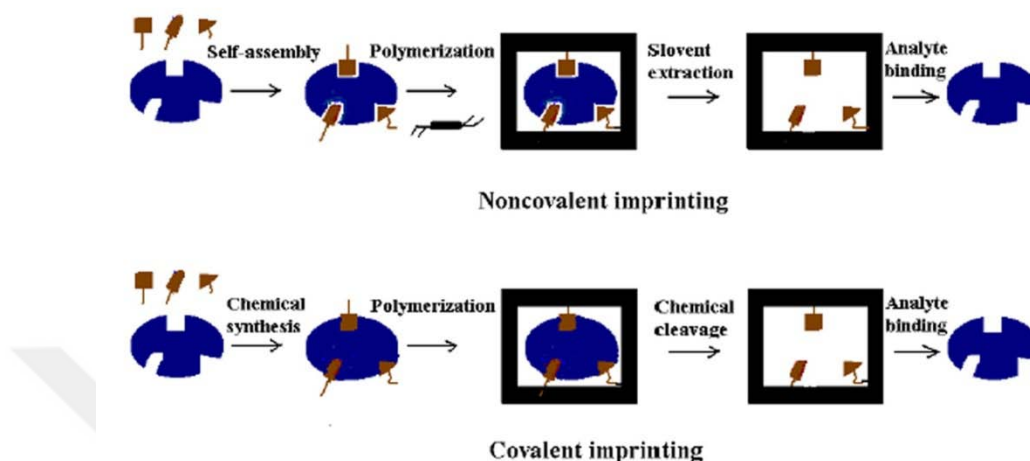 Self-assembly
Polymerization
Slovent
extraction
Analyte
binding
Noncovalent imprinting
Chemical
synthesis
Polymerization
Chemical
cleavage
Analyte
binding
Covalent imprinting